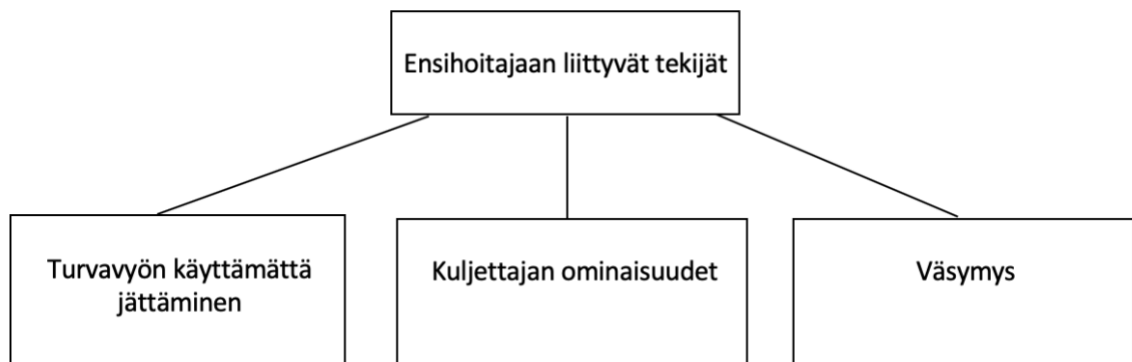 Ensihoitajaan liittyvät tekijät
Turvavyön käyttämättä
jättäminen
Kuljettajan ominaisuudet
Väsymys